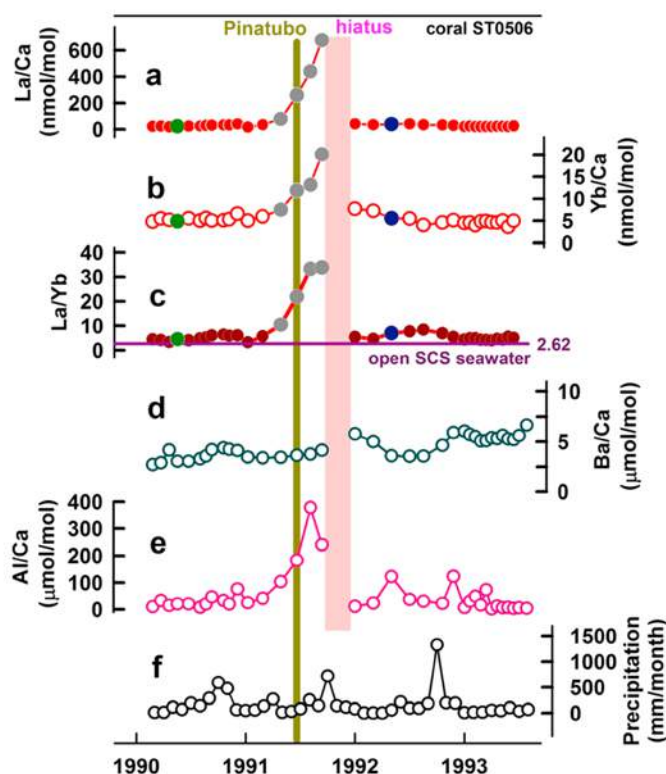 Pinatubo hiatus coral ST0506
La/Ca
(nmol/mol)
600
400
200
0
a
b
20
15
10
5
0
Yb/Ca
(nmol/mol)
La/Yb
40
30
20
10
0
c
2.62
open SCS seawater
d
10
5
0
Ba/Ca
(μmol/mol)
Al/Ca
(μmol/mol)
400
300
200
100
0
e
f
1500
1000
500
0
Precipitation
(mm/month)
1990 1991 1992 1993